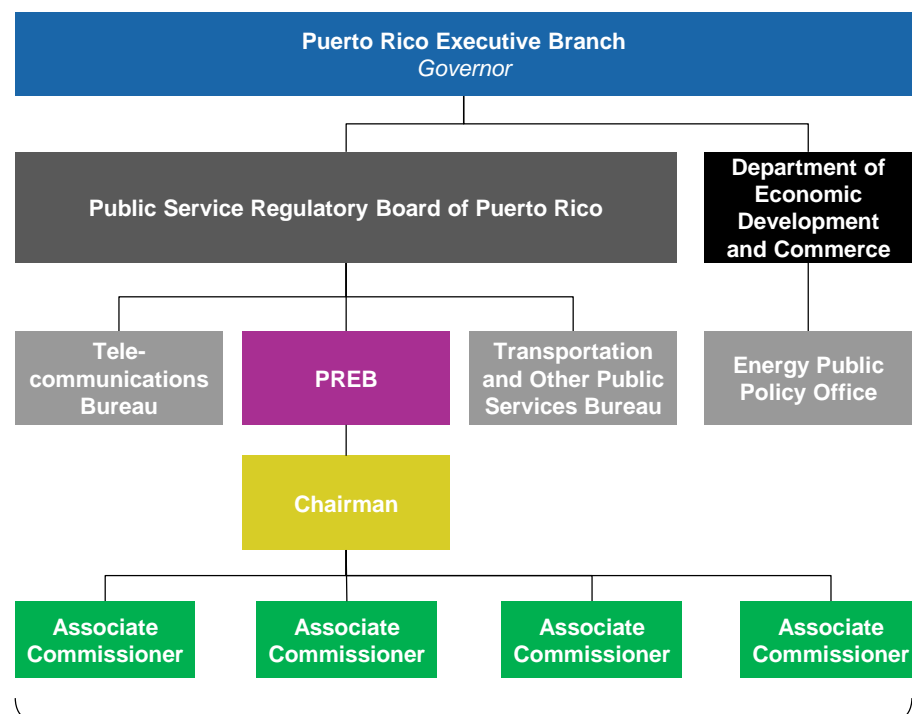 Puerto Rico Executive Branch
Governor
Public Service Regulatory Board of Puerto Rico
Department of
Economic
Development
and Commerce
Tele-
communications
Bureau
PREB
Transportation
and Other Public
Services Bureau
Energy Public
Policy Office
Chairman
Associate
Commissioner
Associate
Commissioner
Associate
Commissioner
Associate
Commissioner